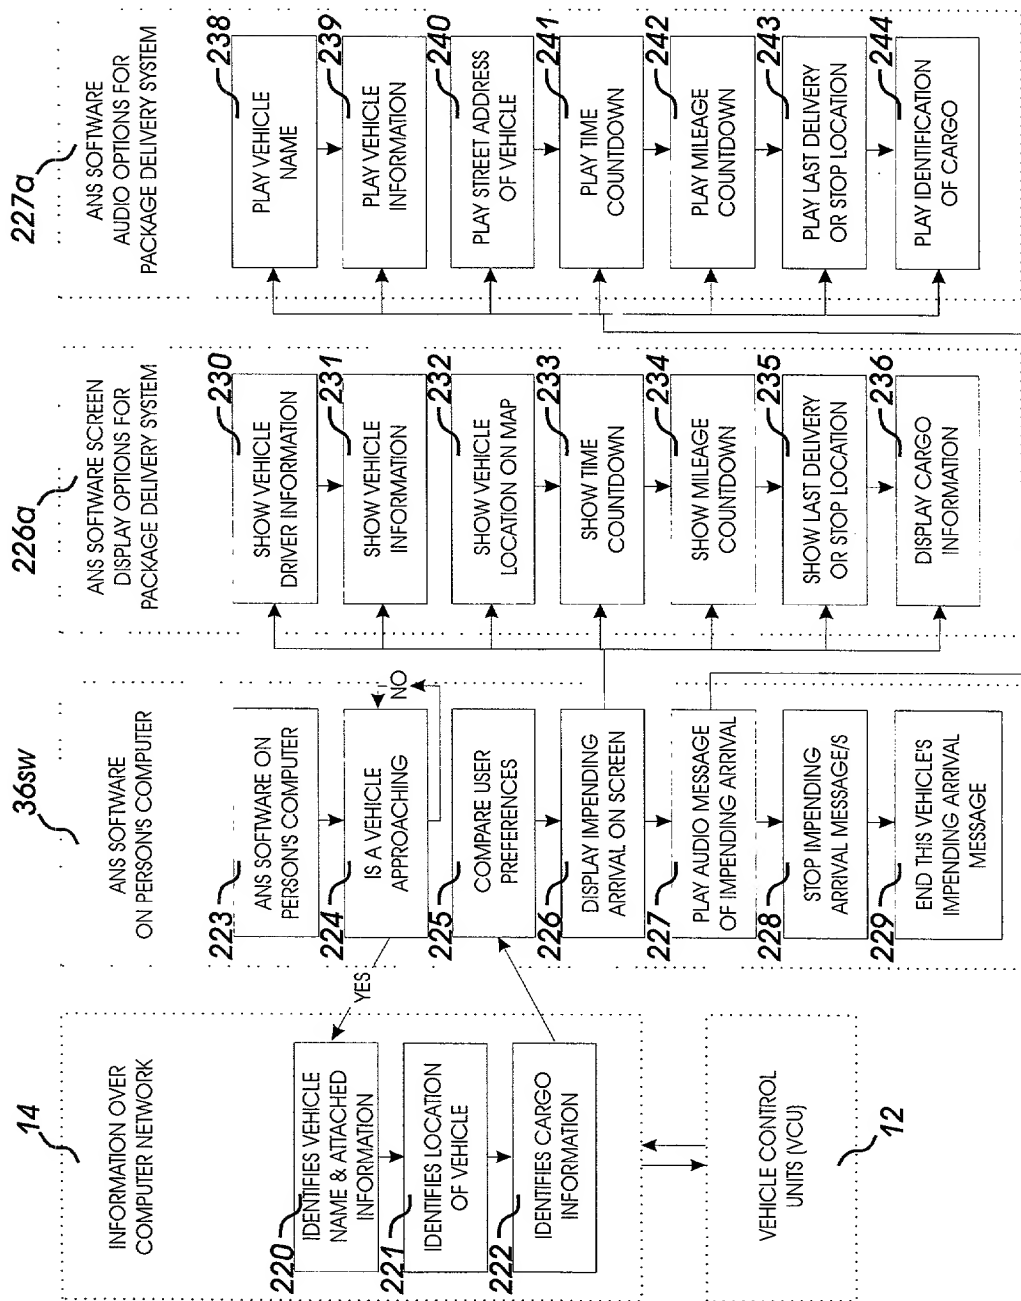 14
INFORMATION OVER
COMPUTER NETWORK
220
IDENTIFIES VEHICLE
NAME & ATTACHED
INFORMATION
221
IDENTIFIES LOCATION
OF VEHICLE
222
IDENTIFIES CARGO
INFORMATION
VEHICLE CONTROL
UNITS (VCU)
12
YES
36sw
ANS SOFTWARE
ON PERSON'S COMPUTER
223
ANS SOFTWARE ON
PERSON'S COMPUTER
224
IS A VEHICLE
APPROACHING
NO
225
COMPARE USER
PREFERENCES
226
DISPLAY IMPENDING
ARRIVAL ON SCREEN
227
PLAY AUDIO MESSAGE
OF IMPENDING ARRIVAL
228
STOP IMPENDING
ARRIVAL MESSAGE/S
229
END THIS VEHICLE'S
IMPENDING ARRIVAL
MESSAGE
226a
ANS SOFTWARE SCREEN
DISPLAY OPTIONS FOR
PACKAGE DELIVERY SYSTEM
230
SHOW VEHICLE
DRIVER INFORMATION
231
SHOW VEHICLE
INFORMATION
232
SHOW VEHICLE
LOCATION ON MAP
233
SHOW TIME
COUNTDOWN
234
SHOW MILEAGE
COUNTDOWN
235
SHOW LAST DELIVERY
OR STOP LOCATION
236
DISPLAY CARGO
INFORMATION
227a
ANS SOFTWARE
AUDIO OPTIONS FOR
PACKAGE DELIVERY SYSTEM
238
PLAY VEHICLE
NAME
239
PLAY VEHICLE
INFORMATION
240
PLAY STREET ADDRESS
OF VEHICLE
241
PLAY TIME
COUNTDOWN
242
PLAY MILEAGE
COUNTDOWN
243
PLAY LAST DELIVERY
OR STOP LOCATION
244
PLAY IDENTIFICATION
OF CARGO